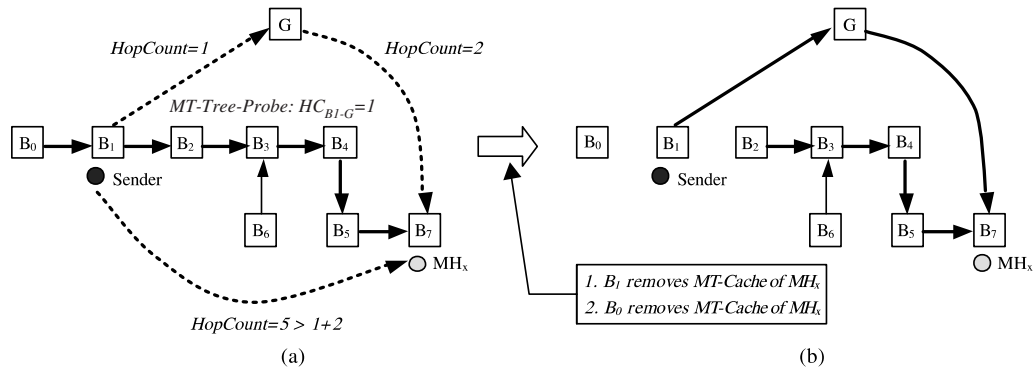 G
HopCount=1
HopCount=2
MT-Tree-Probe: HC_{B1-G}=1
B₀ B₁ B₂ B₃ B₄
Sender
B₆ B₅ B₇
MHₓ
HopCount=5 > 1+2
(a)
G
B₀ B₁ B₂ B₃ B₄
Sender
B₆ B₅ B₇
MHₓ
1. B₁ removes MT-Cache of MHₓ
2. B₀ removes MT-Cache of MHₓ
(b)